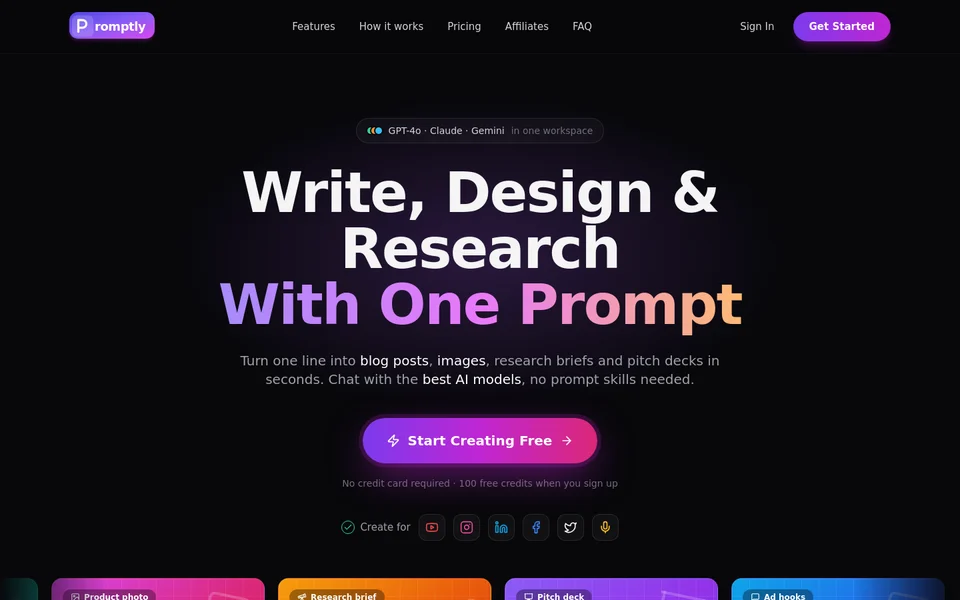 Promptly
Features
How it works
Pricing
Affiliates
FAQ
Sign In
Get Started
GPT-4o · Claude · Gemini in one workspace
Write, Design &
Research
With One Prompt
Turn one line into blog posts, images, research briefs and pitch decks in
seconds. Chat with the best AI models, no prompt skills needed.
Start Creating Free
No credit card required · 100 free credits when you sign up
Create for
Product photo
Research brief
Pitch deck
Ad hooks